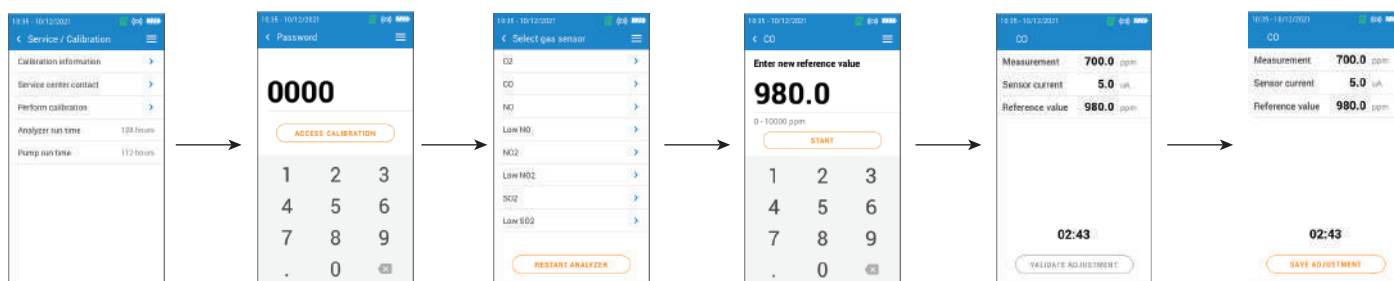 10:35 - 10/12/2021
Service / Calibration
Calibration information
Service center contact
Perform calibration
Analyzer run time 128 hours
Pump run time 112 hours
10:35 - 10/12/2021
Password
0000
ACCESS CALIBRATION
1 2 3
4 5 6
7 8 9
. 0
10:35 - 10/12/2021
Select gas sensor
O2
CO
NO
Low NO
NO2
Low NO2
SO2
Low SO2
RESTART ANALYZER
10:35 - 10/12/2021
CO
Enter new reference value
980.0
0 - 10000 ppm
START
1 2 3
4 5 6
7 8 9
. 0
10:35 - 10/12/2021
CO
Measurement 700.0 ppm
Sensor current 5.0 uA
Reference value 980.0 ppm
02:43
VALIDATE ADJUSTMENT
10:35 - 10/12/2021
CO
Measurement 700.0 ppm
Sensor current 5.0 uA
Reference value 980.0 ppm
02:43
SAVE ADJUSTMENT